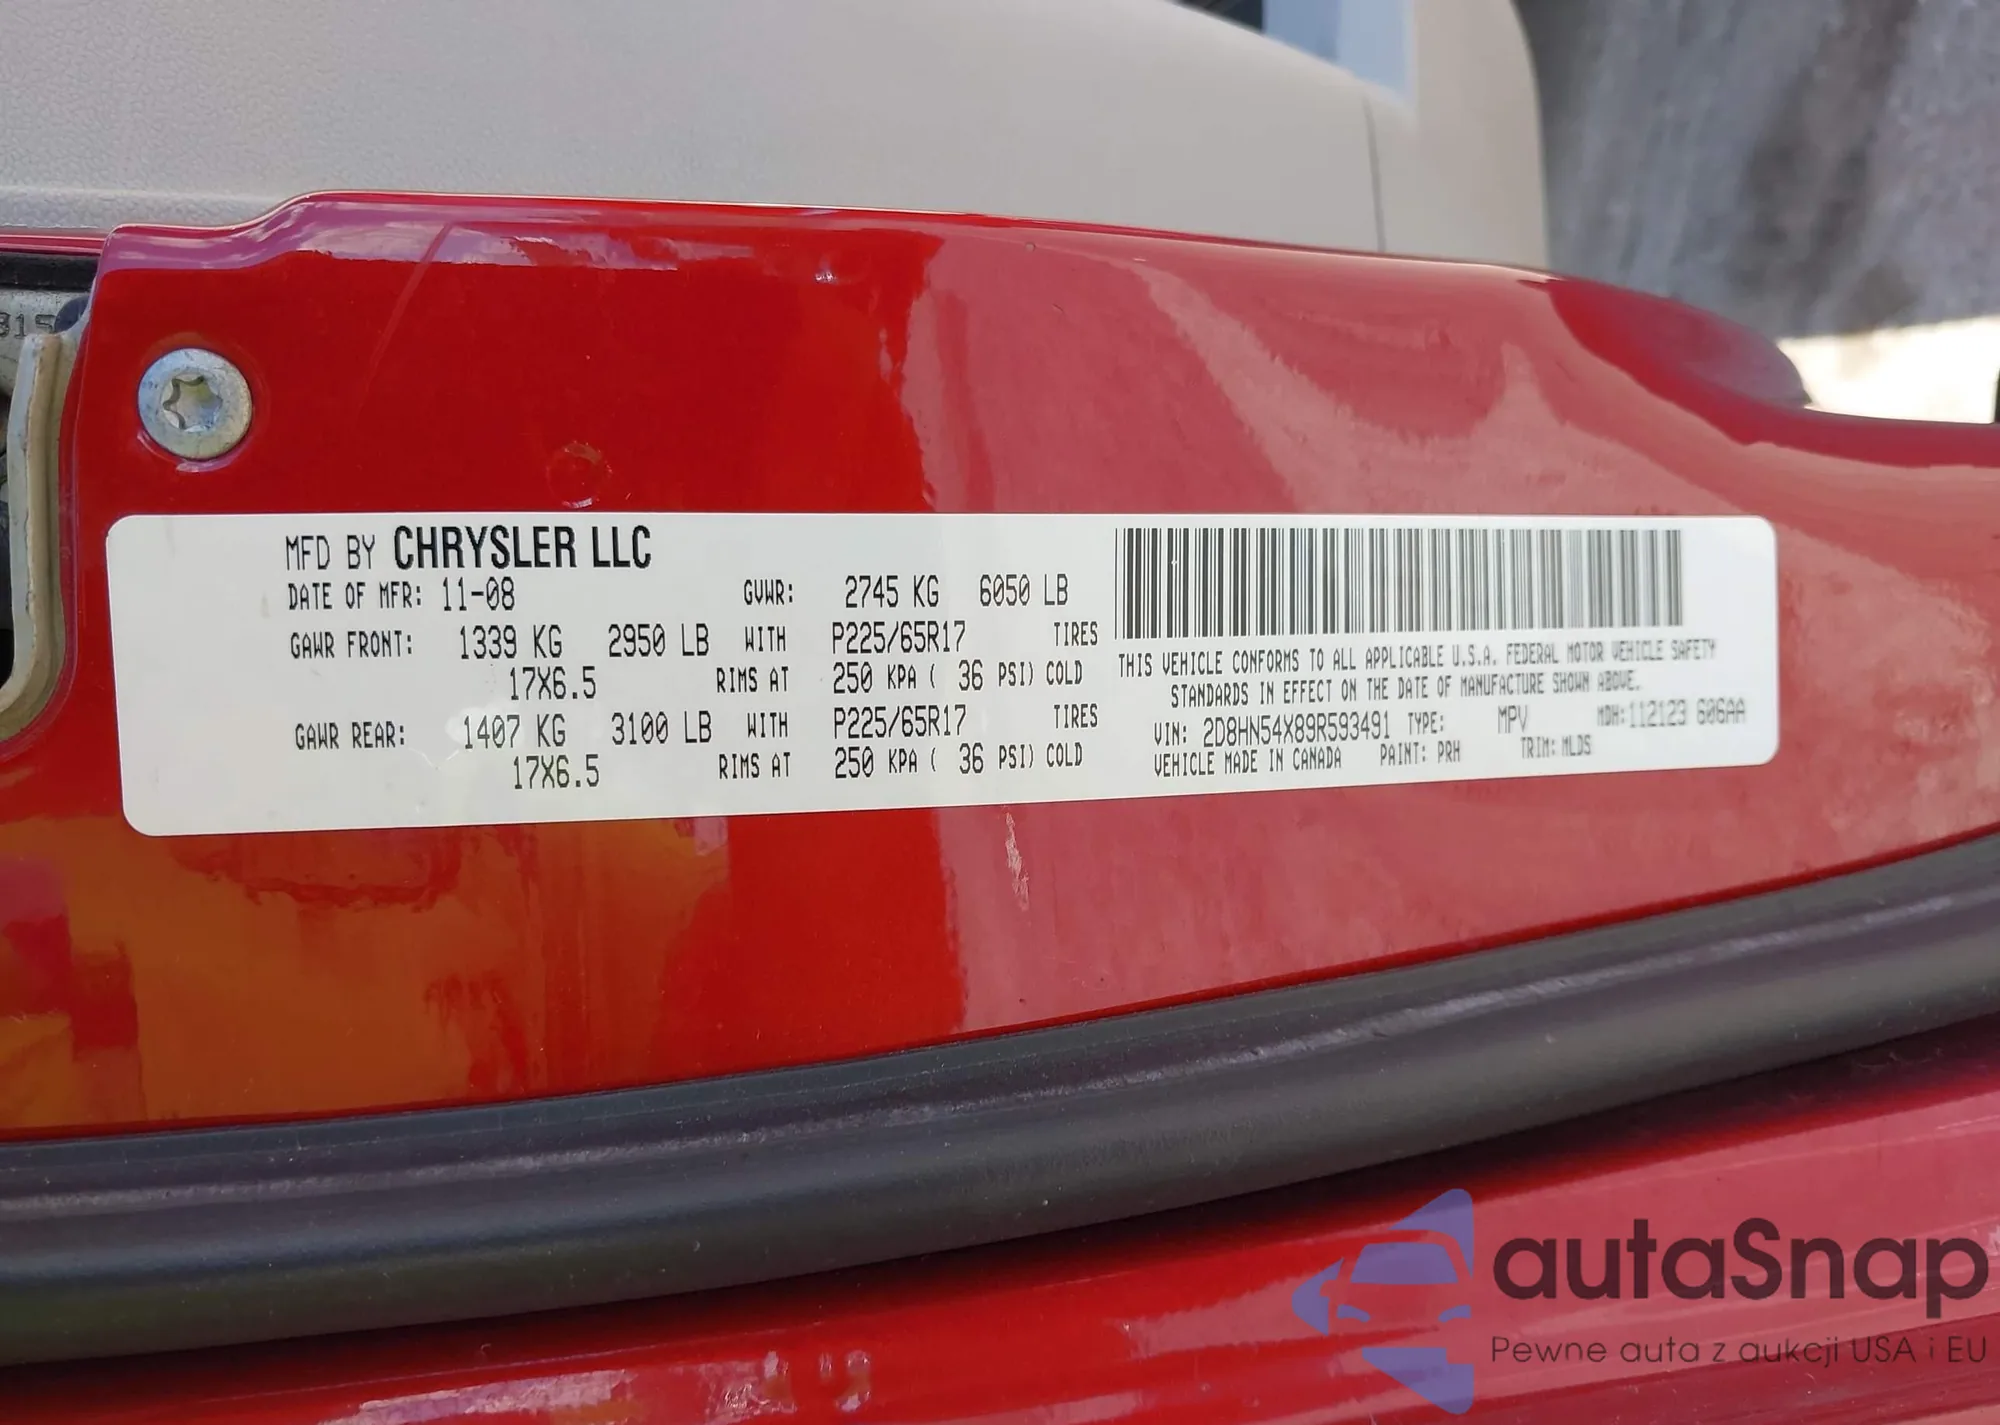 315
MFD BY CHRYSLER LLC
DATE OF MFR: 11-08 GVWR: 2745 KG 6050 LB
GAWR FRONT: 1339 KG 2950 LB WITH P225/65R17 TIRES
17X6.5 RIMS AT 250 KPA ( 36 PSI) COLD
GAWR REAR: 1407 KG 3100 LB WITH P225/65R17 TIRES
17X6.5 RIMS AT 250 KPA ( 36 PSI) COLD
THIS VEHICLE CONFORMS TO ALL APPLICABLE U.S.A. FEDERAL MOTOR VEHICLE SAFETY
STANDARDS IN EFFECT ON THE DATE OF MANUFACTURE SHOWN ABOVE.
VIN: 2D8HN54X89R593491 TYPE: MPV MDH:112123 606AA
VEHICLE MADE IN CANADA PAINT: PRH TRIM: MLDS
autaSnap
Pewne auta z aukcji USA i EU